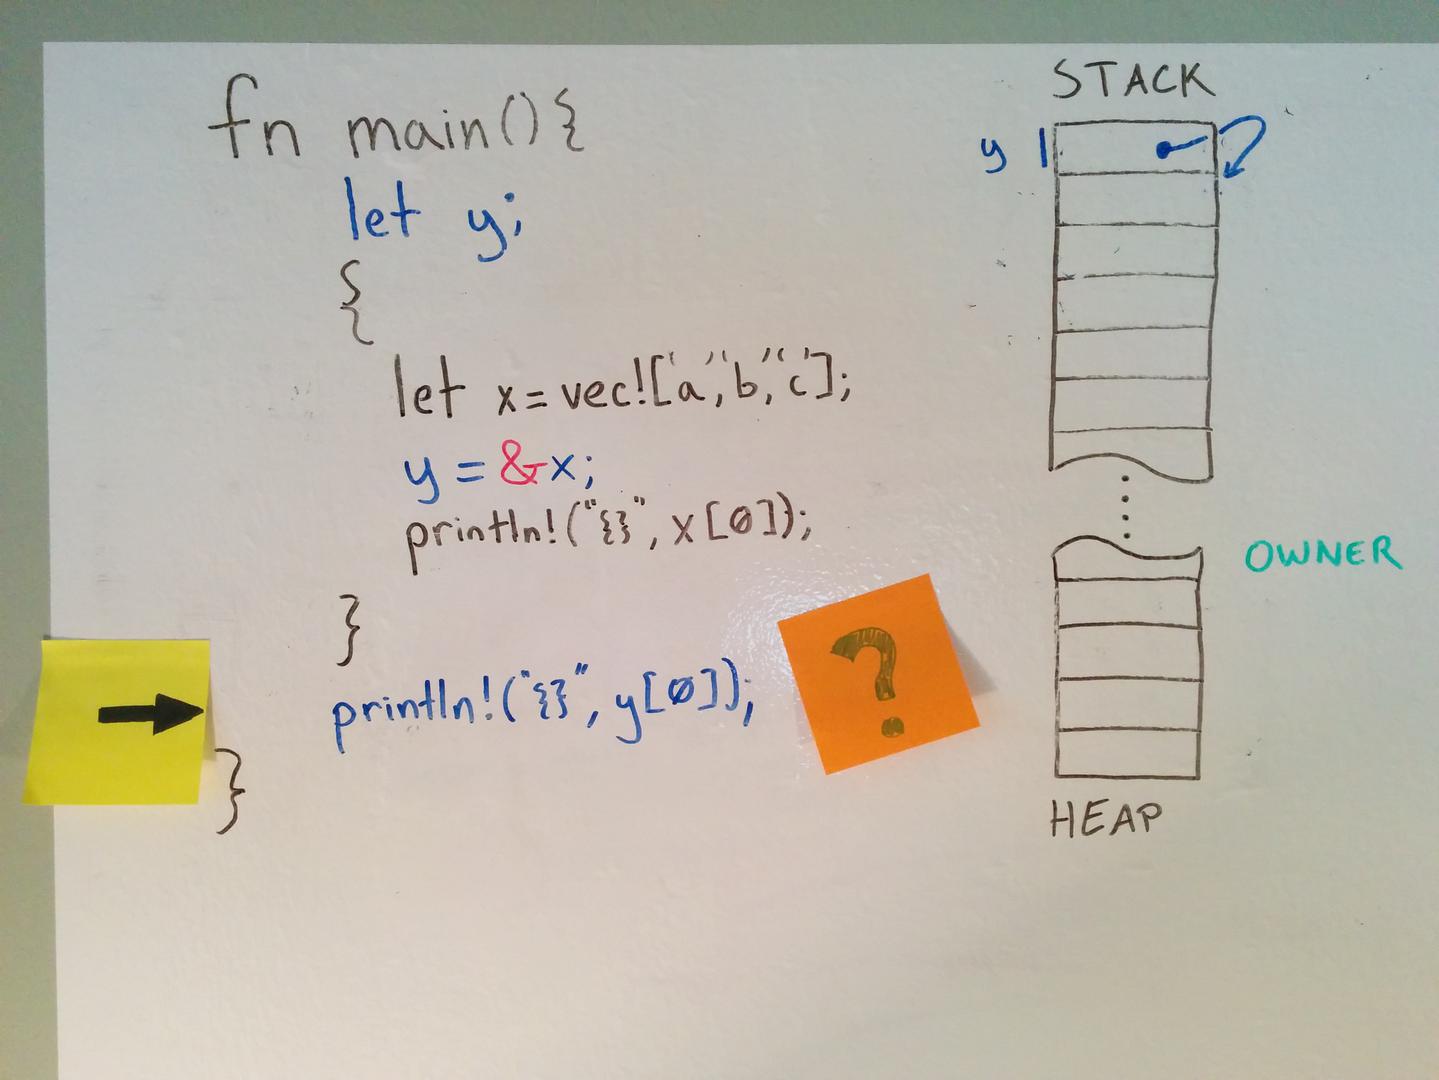 fn main(){
let y;
{
let x = vec!['a', 'b', 'c'];
y = &x;
println!("{}", x[0]);
}
println!("{}", y[0]);
}
?
STACK
y
OWNER
HEAP